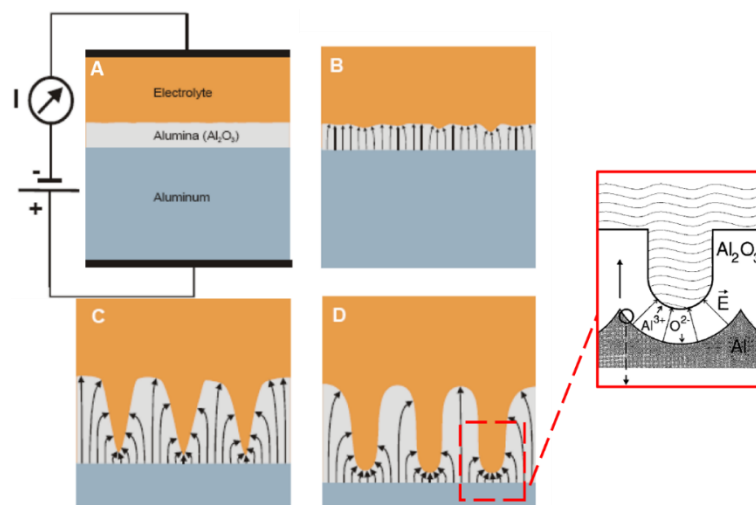 A
Electrolyte
I
Alumina (Al₂O₃)
-
+
Aluminum
B
C
D
Al₂O₃
E
Al³⁺
O²⁻
Al